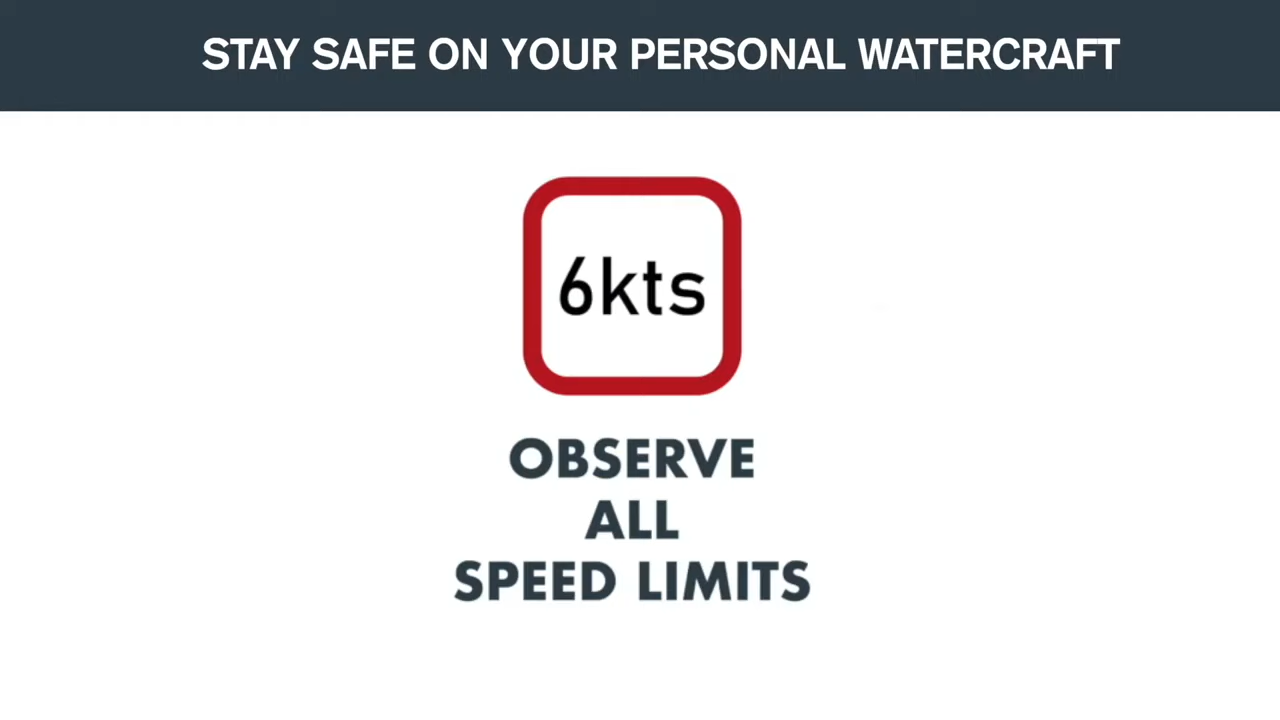 STAY SAFE ON YOUR PERSONAL WATERCRAFT
6kts
OBSERVE
ALL
SPEED LIMITS